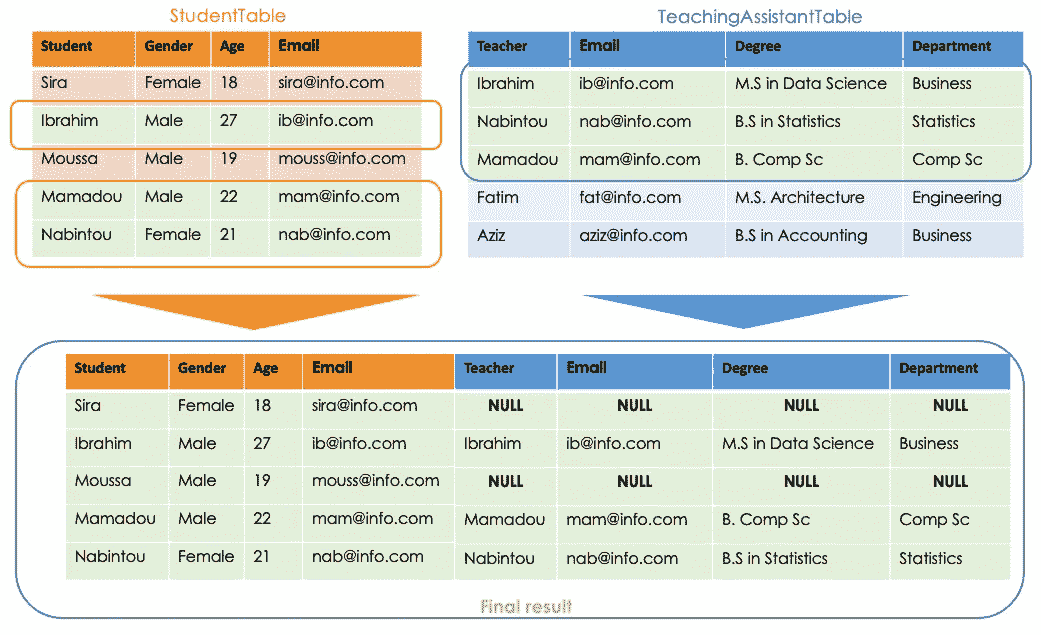 StudentTable
Student Gender Age Email
Sira Female 18 sira@info.com
Ibrahim Male 27 ib@info.com
Moussa Male 19 mouss@info.com
Mamadou Male 22 mam@info.com
Nabintou Female 21 nab@info.com
TeachingAssistantTable
Teacher Email Degree Department
Ibrahim ib@info.com M.S in Data Science Business
Nabintou nab@info.com B.S in Statistics Statistics
Mamadou mam@info.com B. Comp Sc Comp Sc
Fatim fat@info.com M.S. Architecture Engineering
Aziz aziz@info.com B.S in Accounting Business
Student Gender Age Email Teacher Email Degree Department
Sira Female 18 sira@info.com NULL NULL NULL NULL
Ibrahim Male 27 ib@info.com Ibrahim ib@info.com M.S in Data Science Business
Moussa Male 19 mouss@info.com NULL NULL NULL NULL
Mamadou Male 22 mam@info.com Mamadou mam@info.com B. Comp Sc Comp Sc
Nabintou Female 21 nab@info.com Nabintou nab@info.com B.S in Statistics Statistics
Final result